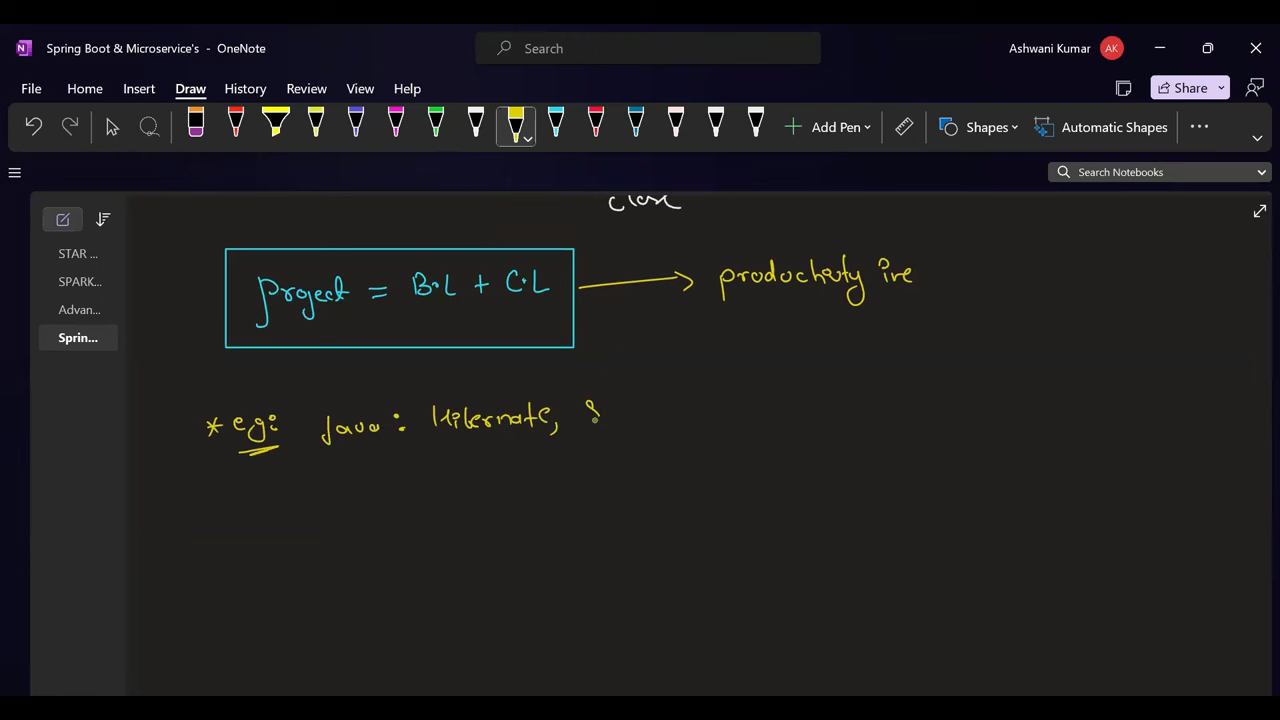 Spring Boot & Microservice's - OneNote
Search
Ashwani Kumar AK
File Home Insert Draw History Review View Help Share
Add Pen Shapes Automatic Shapes
Search Notebooks
STAR ...
SPARK...
Advan...
Sprin...
close
project = B.L + C.L
productivity ire
* eg: Java: Hibernate,